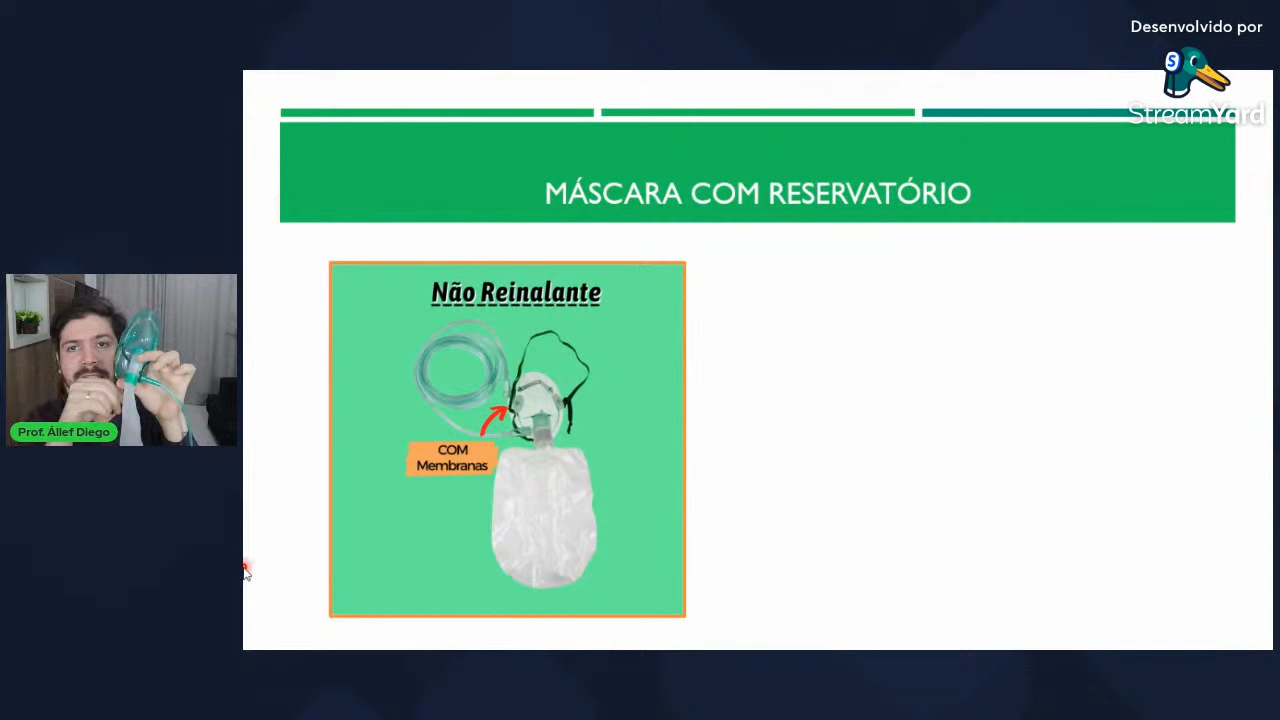 Desenvolvido por
S
StreamYard
MÁSCARA COM RESERVATÓRIO
Não Reinalante
COM
Membranas
Prof. Állef Diego